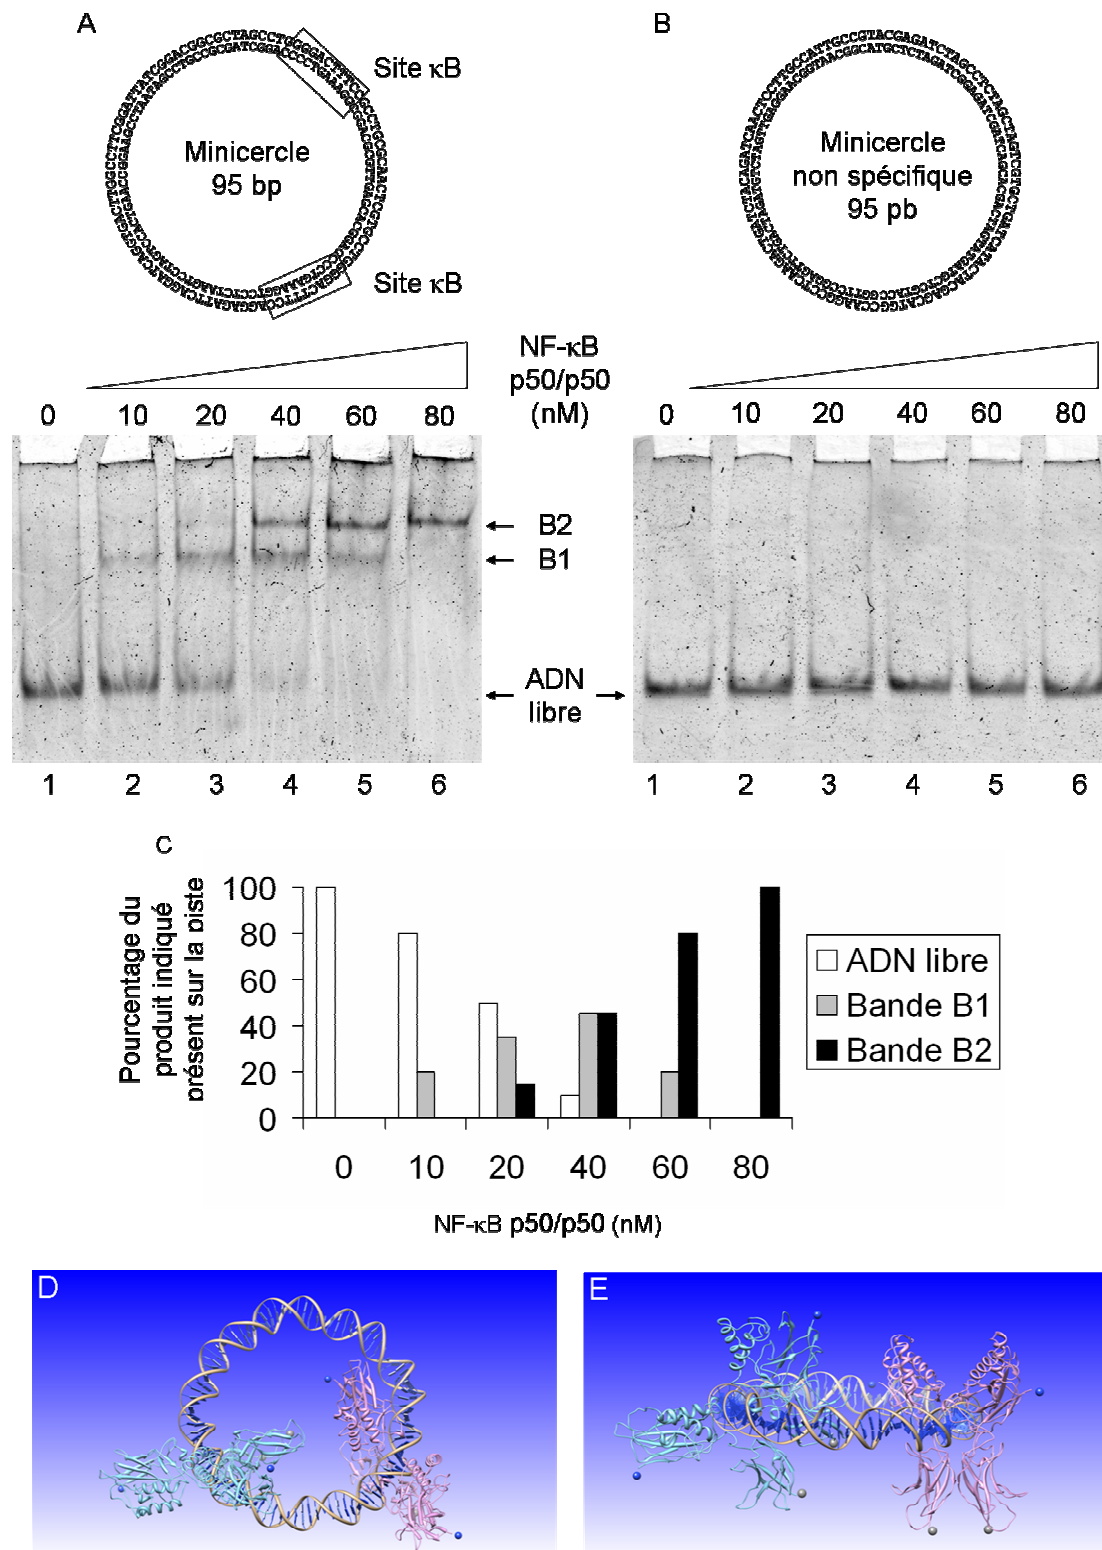 A
B
Site κB
Minicercle
95 bp
Minicercle
non spécifique
95 pb
Site κB
NF-κB
p50/p50
(nM)
0 10 20 40 60 80
0 10 20 40 60 80
B2
B1
ADN
libre
1 2 3 4 5 6
1 2 3 4 5 6
C
Pourcentage du
produit indiqué
présent sur la piste
100
80
60
40
20
0
ADN libre
Bande B1
Bande B2
0 10 20 40 60 80
NF-κB p50/p50 (nM)
D
E